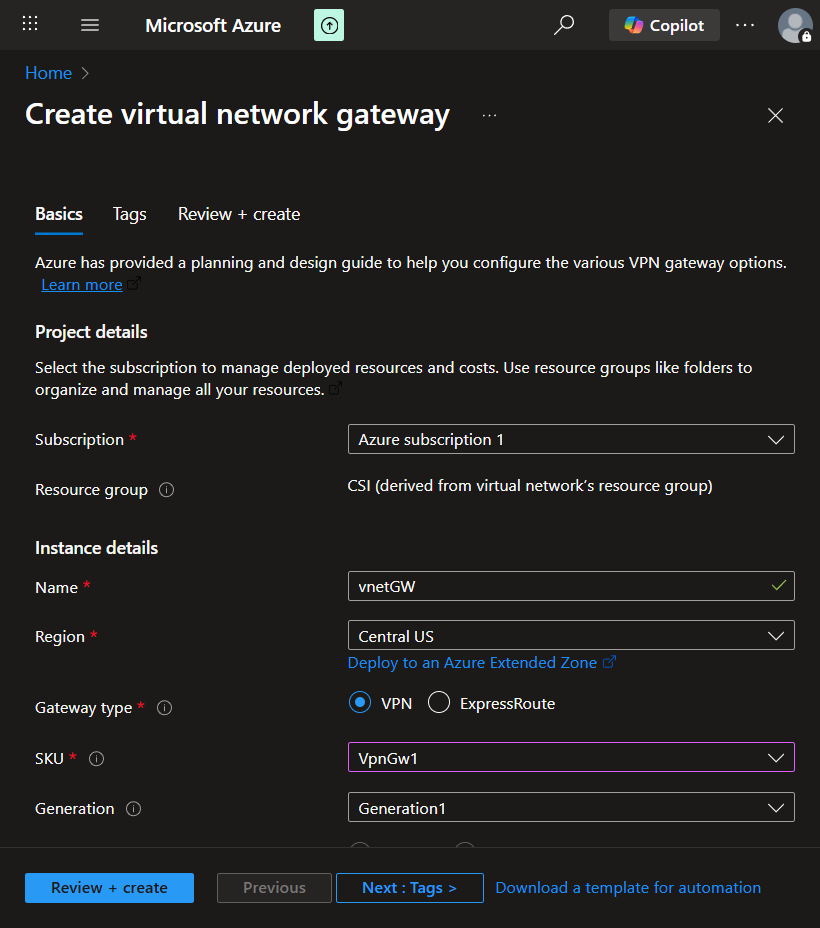 Microsoft Azure
Copilot
Home
Create virtual network gateway
Basics Tags Review + create
Azure has provided a planning and design guide to help you configure the various VPN gateway options.
Learn more
Project details
Select the subscription to manage deployed resources and costs. Use resource groups like folders to
organize and manage all your resources.
Subscription * Azure subscription 1
Resource group CSI (derived from virtual network's resource group)
Instance details
Name * vnetGW
Region * Central US
Deploy to an Azure Extended Zone
Gateway type * VPN ExpressRoute
SKU * VpnGw1
Generation Generation1
Review + create Previous Next : Tags > Download a template for automation